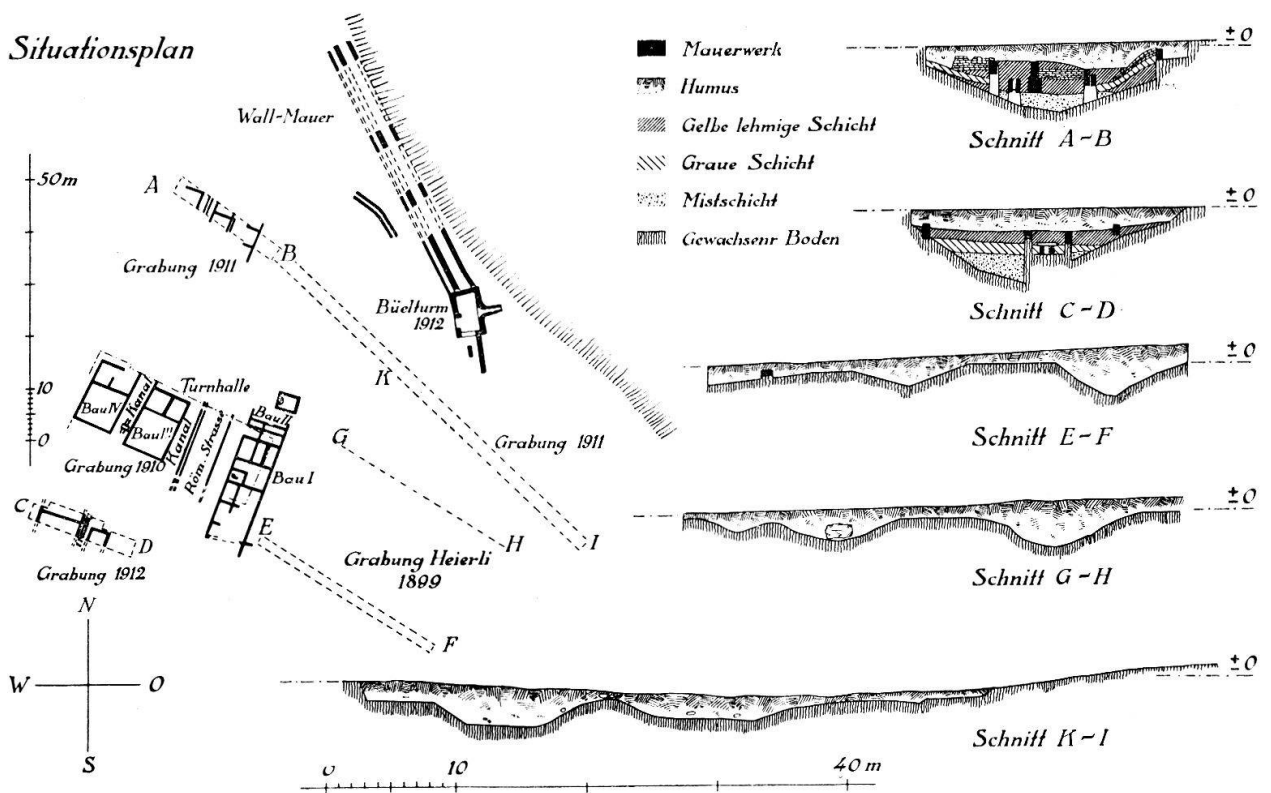 Situationsplan
Wall-Mauer
50 m
A
B
Grabung 1911
Büelturm
1912
K
10
0
Turnhalle
Bau IV
Kanal
Bau III
Kanal
Röm. Strasse
Bau II
Bau I
Grabung 1910
G
Grabung 1911
C
D
E
H
I
Grabung 1912
Grabung Heierli
1899
F
N
W
O
S
Mauerwerk
Humus
Gelbe lehmige Schicht
Graue Schicht
Mistschicht
Gewachsenr Boden
±0
Schnitt A-B
±0
Schnitt C-D
±0
Schnitt E-F
±0
Schnitt G-H
±0
Schnitt K-I
0
10
40 m